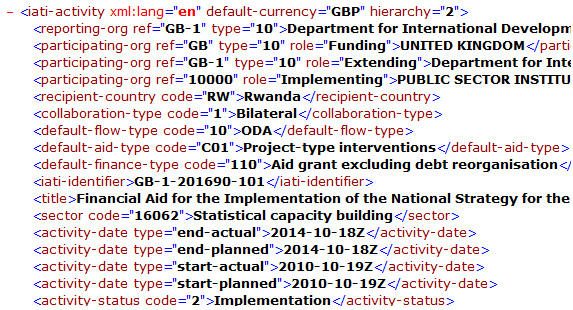 − <iati-activity xml:lang="en" default-currency="GBP" hierarchy="2">
<reporting-org ref="GB-1" type="10">Department for International Developm
<participating-org ref="GB" type="10" role="Funding">UNITED KINGDOM</parti
<participating-org ref="GB-1" type="10" role="Extending">Department for Inte
<participating-org ref="10000" role="Implementing">PUBLIC SECTOR INSTITU
<recipient-country code="RW">Rwanda</recipient-country>
<collaboration-type code="1">Bilateral</collaboration-type>
<default-flow-type code="10">ODA</default-flow-type>
<default-aid-type code="C01">Project-type interventions</default-aid-type>
<default-finance-type code="110">Aid grant excluding debt reorganisation</
<iati-identifier>GB-1-201690-101</iati-identifier>
<title>Financial Aid for the Implementation of the National Strategy for the
<sector code="16062">Statistical capacity building</sector>
<activity-date type="end-actual">2014-10-18Z</activity-date>
<activity-date type="end-planned">2014-10-18Z</activity-date>
<activity-date type="start-actual">2010-10-19Z</activity-date>
<activity-date type="start-planned">2010-10-19Z</activity-date>
<activity-status code="2">Implementation</activity-status>